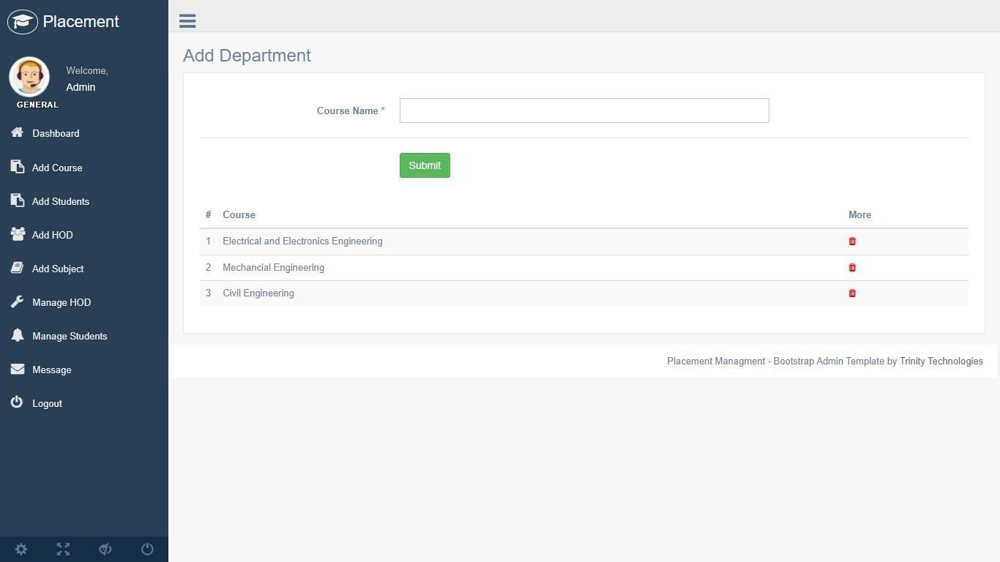 Placement
Welcome,
Admin
GENERAL
Dashboard
Add Course
Add Students
Add HOD
Add Subject
Manage HOD
Manage Students
Message
Logout
Add Department
Course Name *
Submit
# Course More
1 Electrical and Electronics Engineering
2 Mechancial Engineering
3 Civil Engineering
Placement Managment - Bootstrap Admin Template by Trinity Technologies